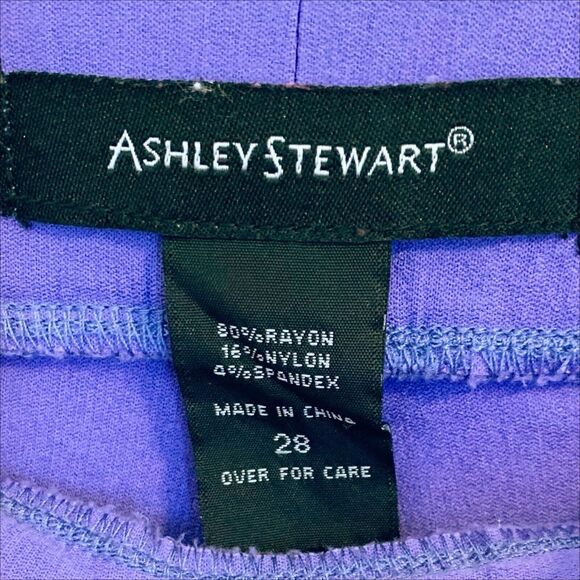 ASHLEY STEWART®
80%RAYON
16%NYLON
4%SPANDEX
MADE IN CHINA
28
OVER FOR CARE